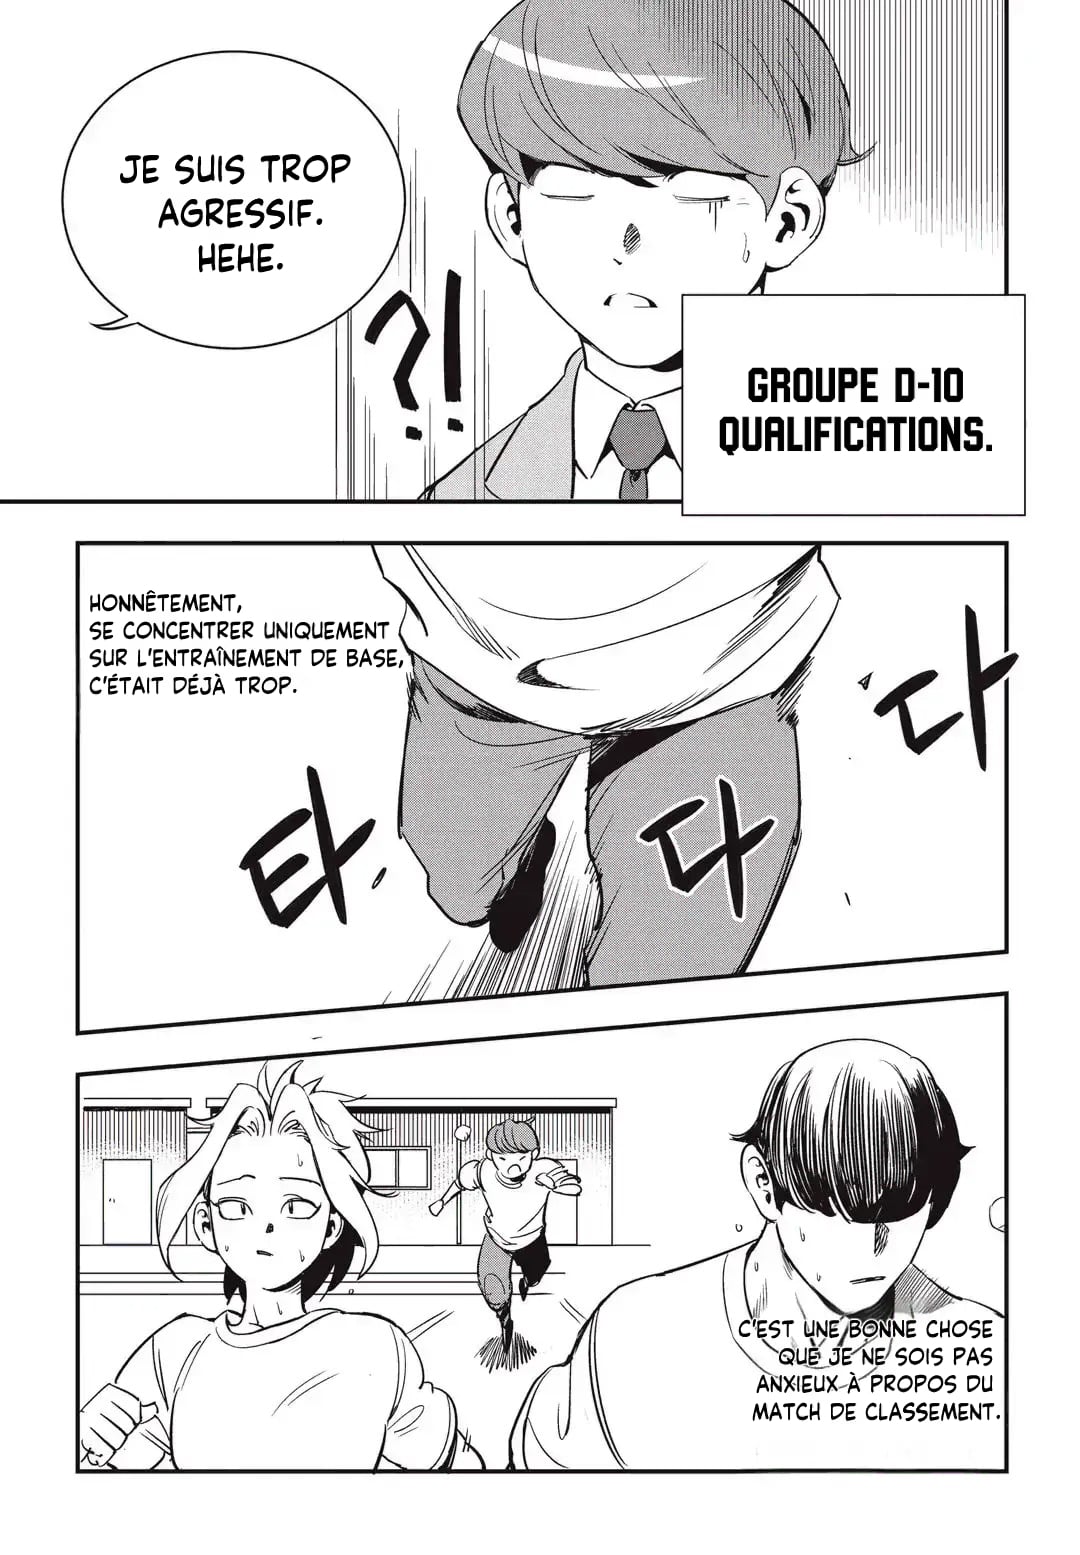 JE SUIS TROP
AGRESSIF.
HEHE.
?!
GROUPE D-10
QUALIFICATIONS.
HONNÊTEMENT,
SE CONCENTRER UNIQUEMENT
SUR L'ENTRAÎNEMENT DE BASE,
C'ÉTAIT DÉJÀ TROP.
타
다
다
C'EST UNE BONNE CHOSE
QUE JE NE SOIS PAS
ANXIEUX À PROPOS DU
MATCH DE CLASSEMENT.